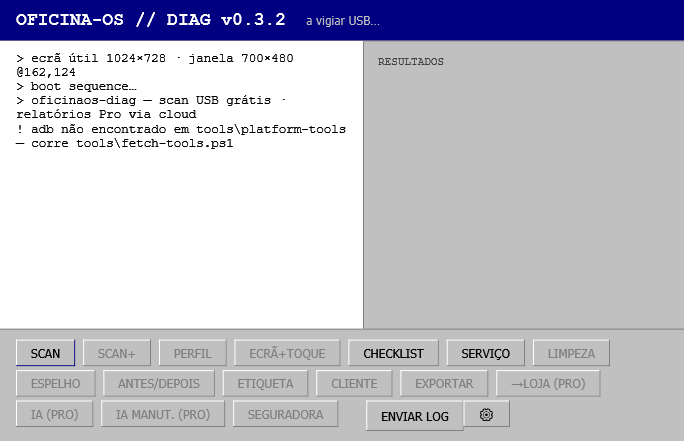 OFICINA-OS // DIAG v0.3.2 a vigiar USB...
> ecrã útil 1024×728 · janela 700×480
@162,124
> boot sequence…
> oficinaos-diag — scan USB grátis ·
relatórios Pro via cloud
! adb não encontrado em tools\platform-tools
— corre tools\fetch-tools.ps1
RESULTADOS
SCAN SCAN+ PERFIL ECRÃ+TOQUE CHECKLIST SERVIÇO LIMPEZA
ESPELHO ANTES/DEPOIS ETIQUETA CLIENTE EXPORTAR →LOJA (PRO)
IA (PRO) IA MANUT. (PRO) SEGURADORA ENVIAR LOG